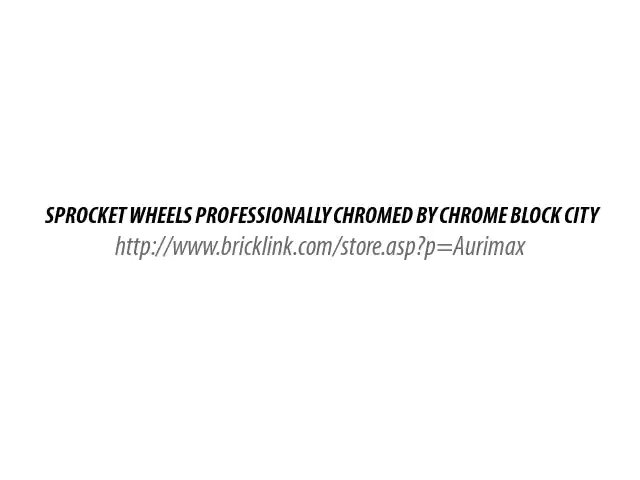 SPROCKET WHEELS PROFESSIONALLY CHROMED BY CHROME BLOCK CITY
http://www.bricklink.com/store.asp?p=Aurimax